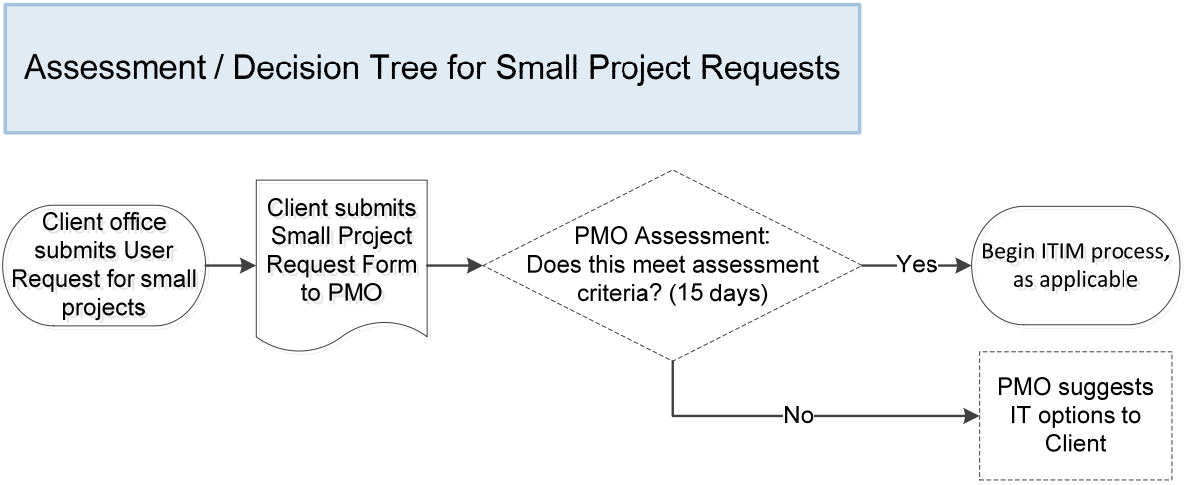 Assessment / Decision Tree for Small Project Requests
Client office
submits User
Request for small
projects
Client submits
Small Project
Request Form
to PMO
PMO Assessment:
Does this meet assessment
criteria? (15 days)
Yes
Begin ITIM process,
as applicable
No
PMO suggests
IT options to
Client